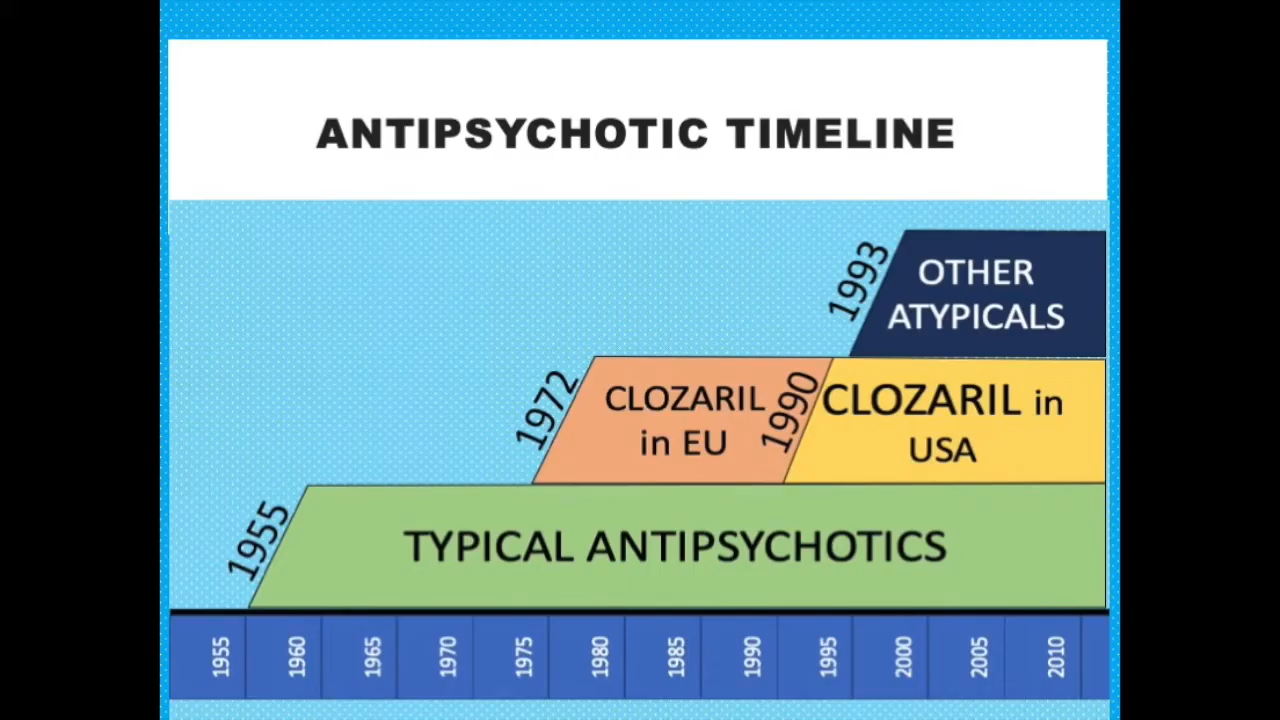 ANTIPSYCHOTIC TIMELINE
1993
OTHER
ATYPICALS
1972
CLOZARIL
in EU
1990
CLOZARIL in
USA
1955
TYPICAL ANTIPSYCHOTICS
1955 1960 1965 1970 1975 1980 1985 1990 1995 2000 2005 2010